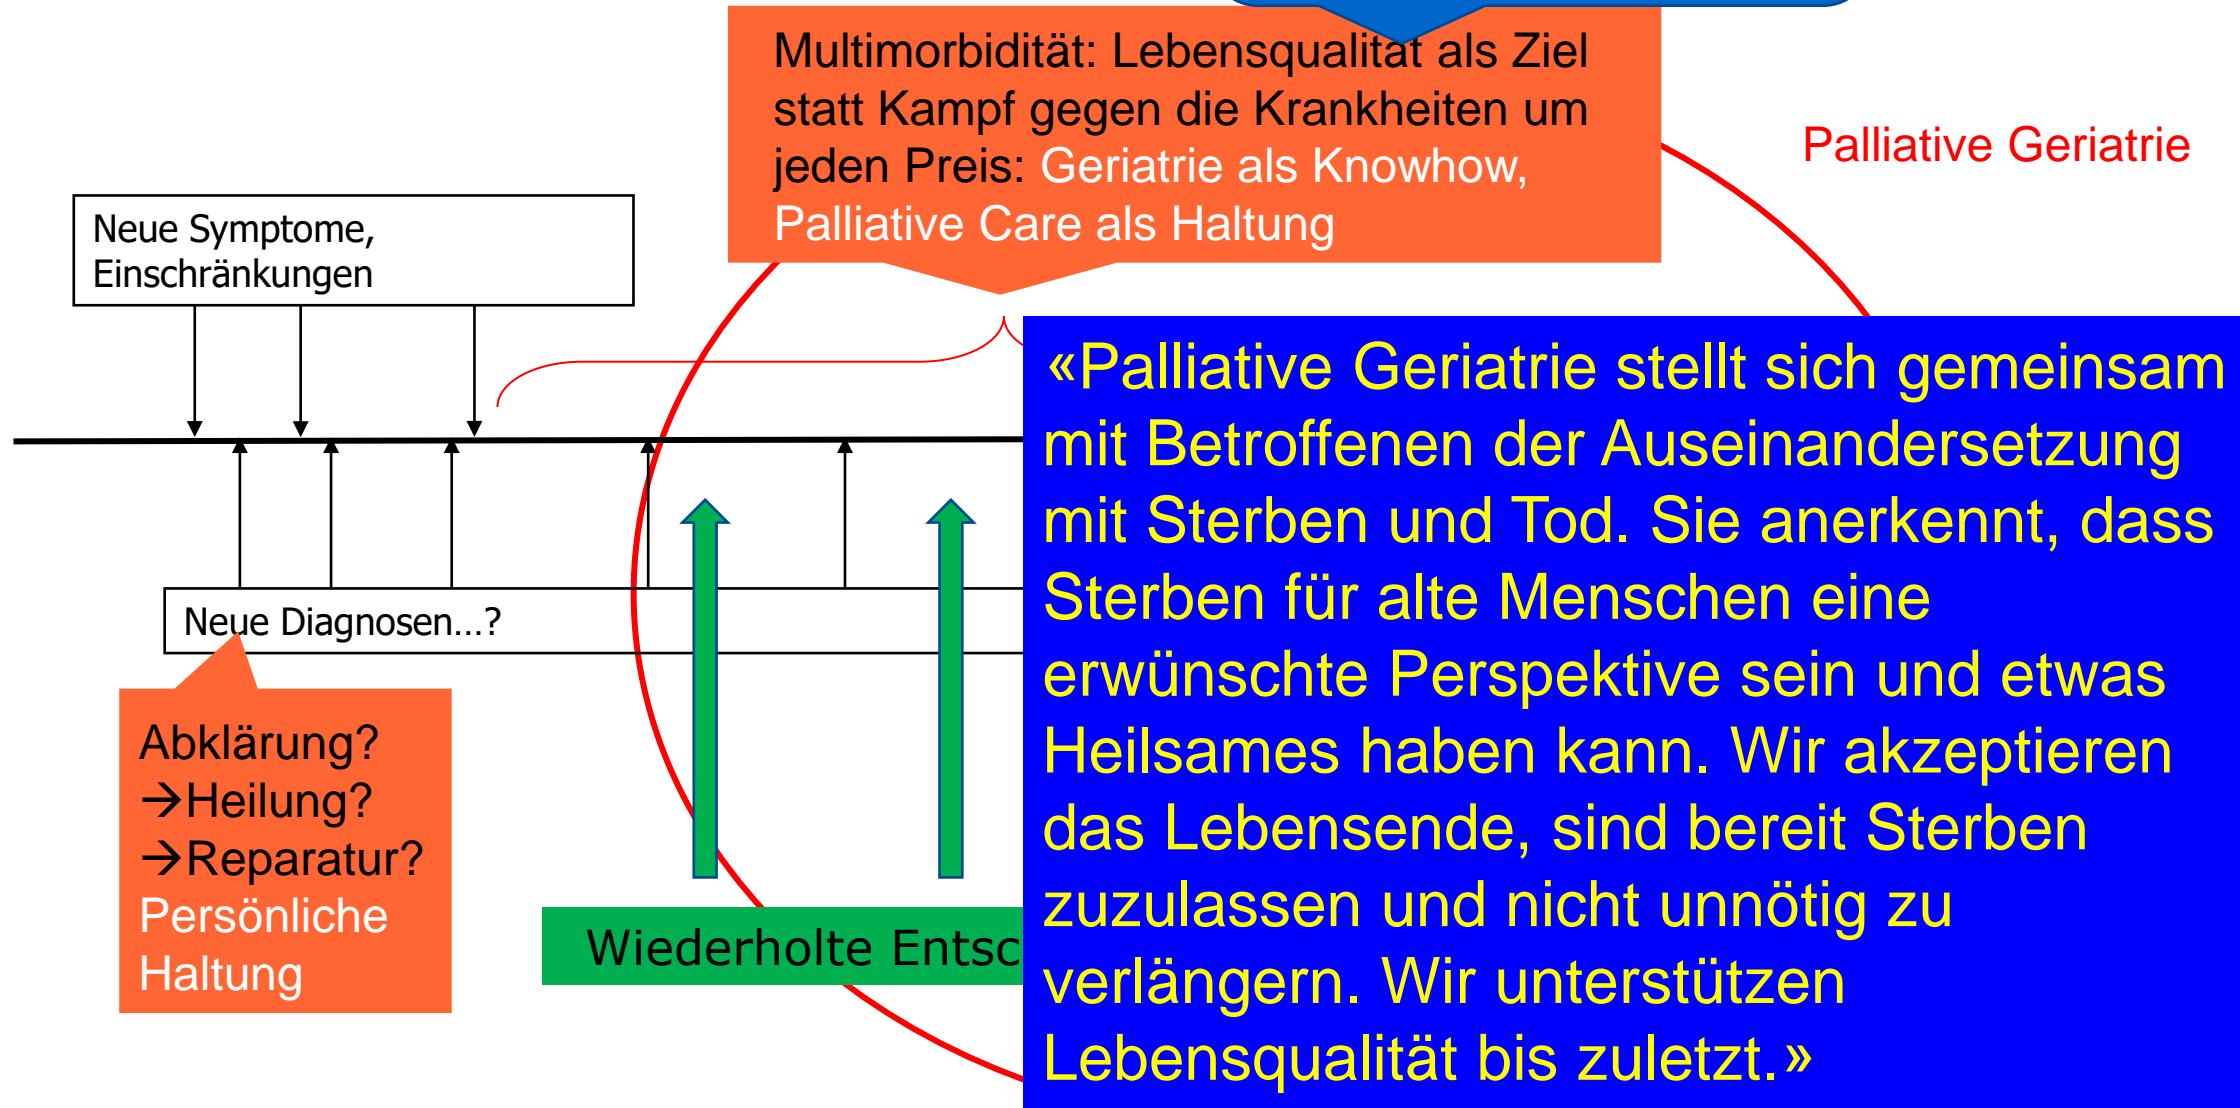 Multimorbidität: Lebensqualität als Ziel
statt Kampf gegen die Krankheiten um
jeden Preis: Geriatrie als Knowhow,
Palliative Care als Haltung
Palliative Geriatrie
Neue Symptome,
Einschränkungen
«Palliative Geriatrie stellt sich gemeinsam
mit Betroffenen der Auseinandersetzung
mit Sterben und Tod. Sie anerkennt, dass
Sterben für alte Menschen eine
erwünschte Perspektive sein und etwas
Heilsames haben kann. Wir akzeptieren
das Lebensende, sind bereit Sterben
zuzulassen und nicht unnötig zu
verlängern. Wir unterstützen
Lebensqualität bis zuletzt.»
Neue Diagnosen...?
Abklärung?
→Heilung?
→Reparatur?
Persönliche
Haltung
Wiederholte Entsc